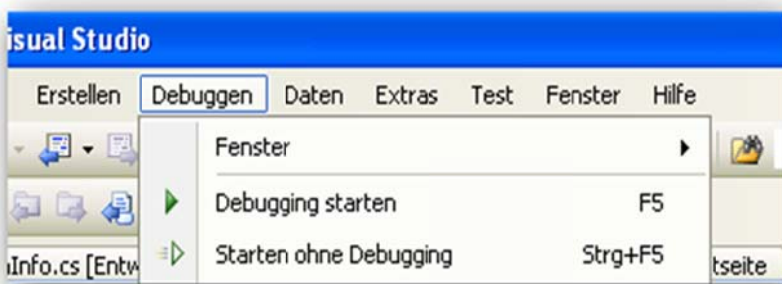 isual Studio
Erstellen Debuggen Daten Extras Test Fenster Hilfe
Fenster
Debugging starten F5
Starten ohne Debugging Strg+F5
Info.cs [Entw
tseite